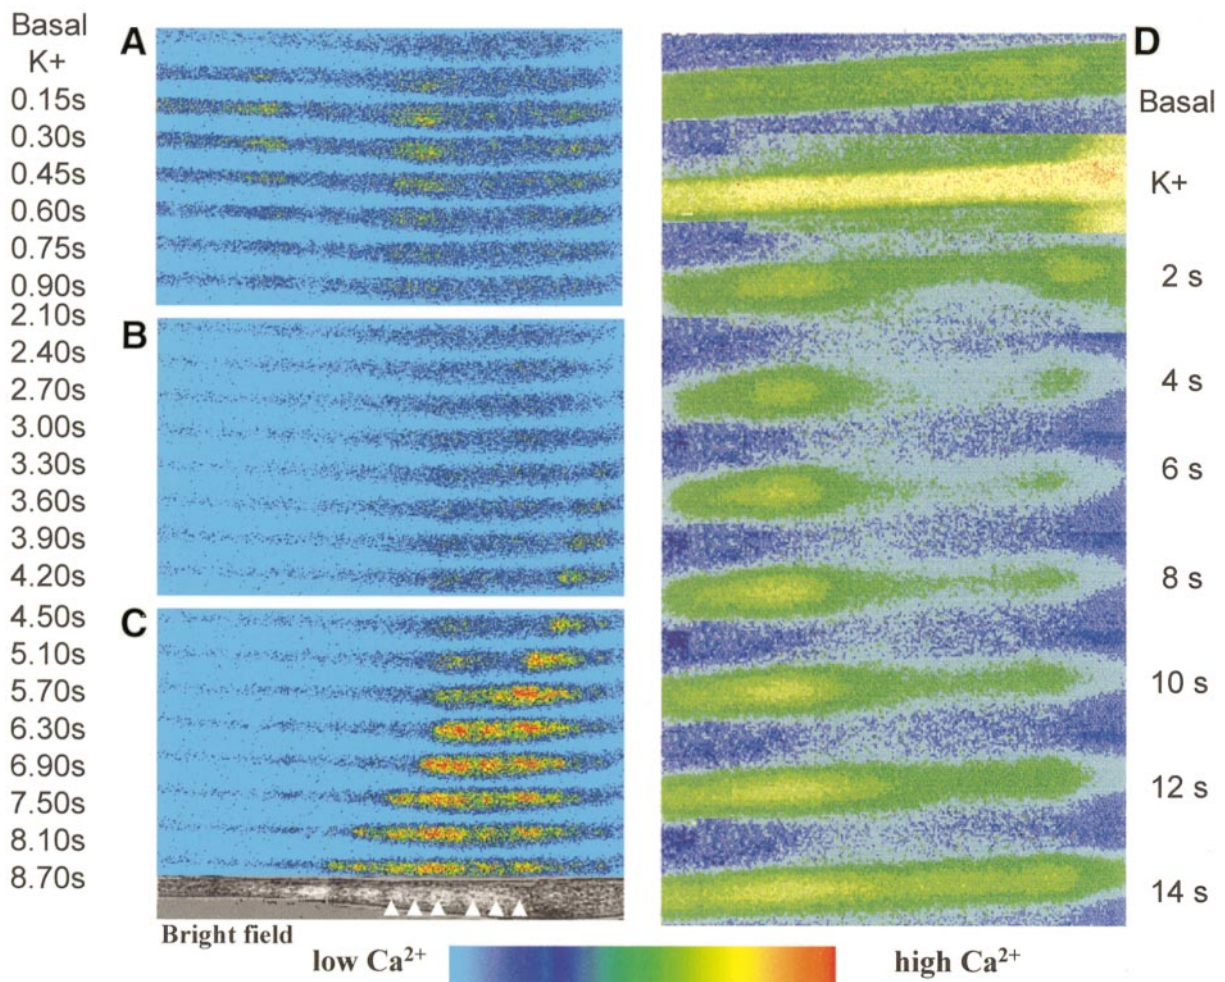 Basal
K+
0.15s
0.30s
0.45s
0.60s
0.75s
0.90s
2.10s
2.40s
2.70s
3.00s
3.30s
3.60s
3.90s
4.20s
4.50s
5.10s
5.70s
6.30s
6.90s
7.50s
8.10s
8.70s
A
B
C
Bright field
D
Basal
K+
2 s
4 s
6 s
8 s
10 s
12 s
14 s
low Ca²⁺
high Ca²⁺